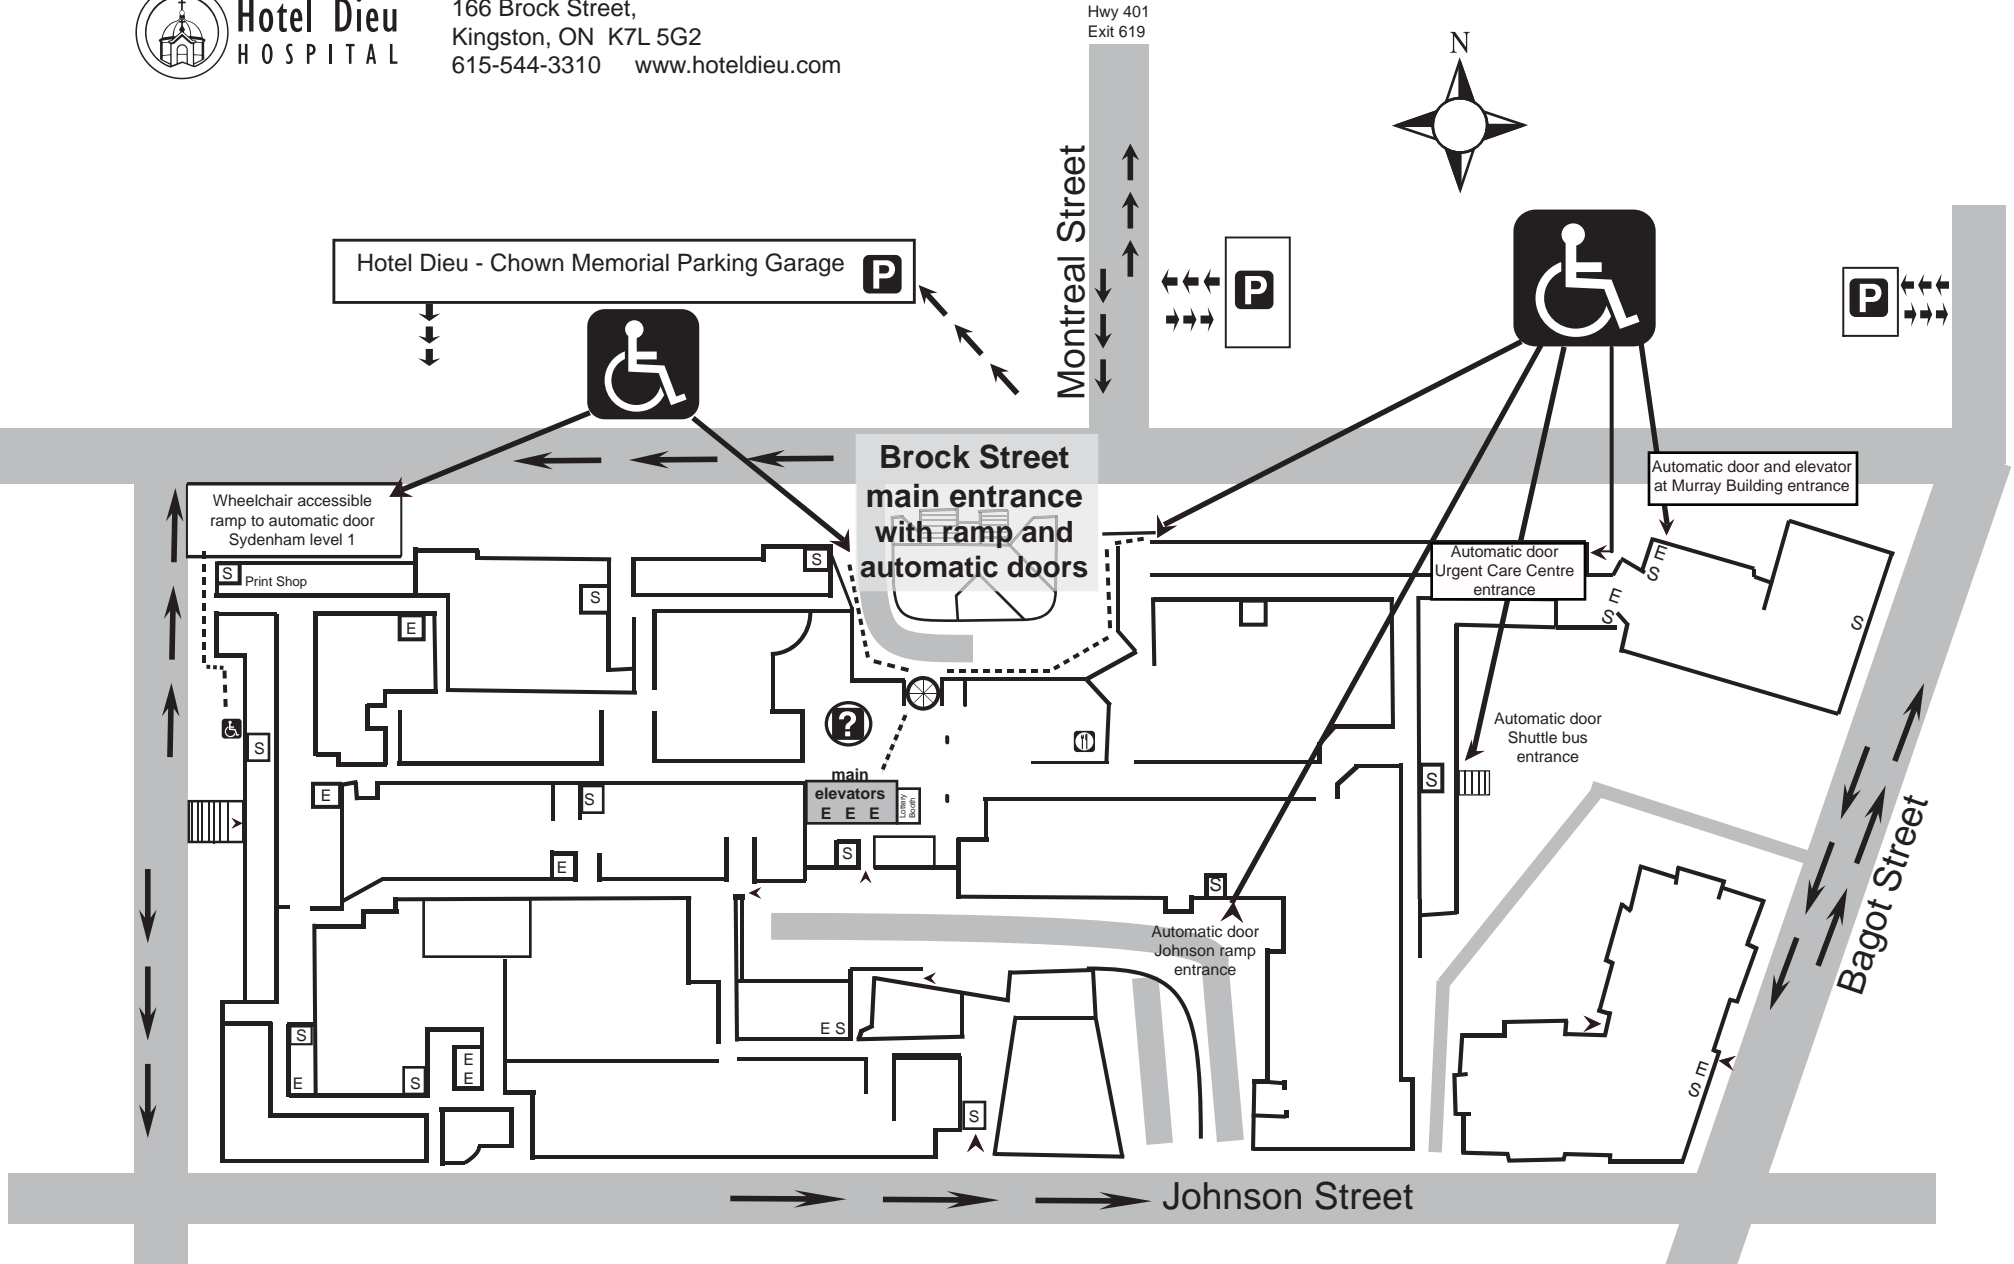 Hotel Dieu
HOSPITAL
166 Brock Street,
Kingston, ON K7L 5G2
615-544-3310 www.hoteldieu.com
Hwy 401
Exit 619
N
Montreal Street
Hotel Dieu - Chown Memorial Parking Garage
P
P
P
Brock Street
main entrance
with ramp and
automatic doors
Wheelchair accessible
ramp to automatic door
Sydenham level 1
Automatic door and elevator
at Murray Building entrance
Automatic door
Urgent Care Centre
entrance
S
Print Shop
S
S
E
E
S
E
S
S
?
S
Automatic door
Shuttle bus
entrance
S
E
S
main
elevators
E E E
Lottery
Booth
S
E
S
Automatic door
Johnson ramp
entrance
Bagot Street
E S
S
E
S
E
E
S
E
S
Johnson Street